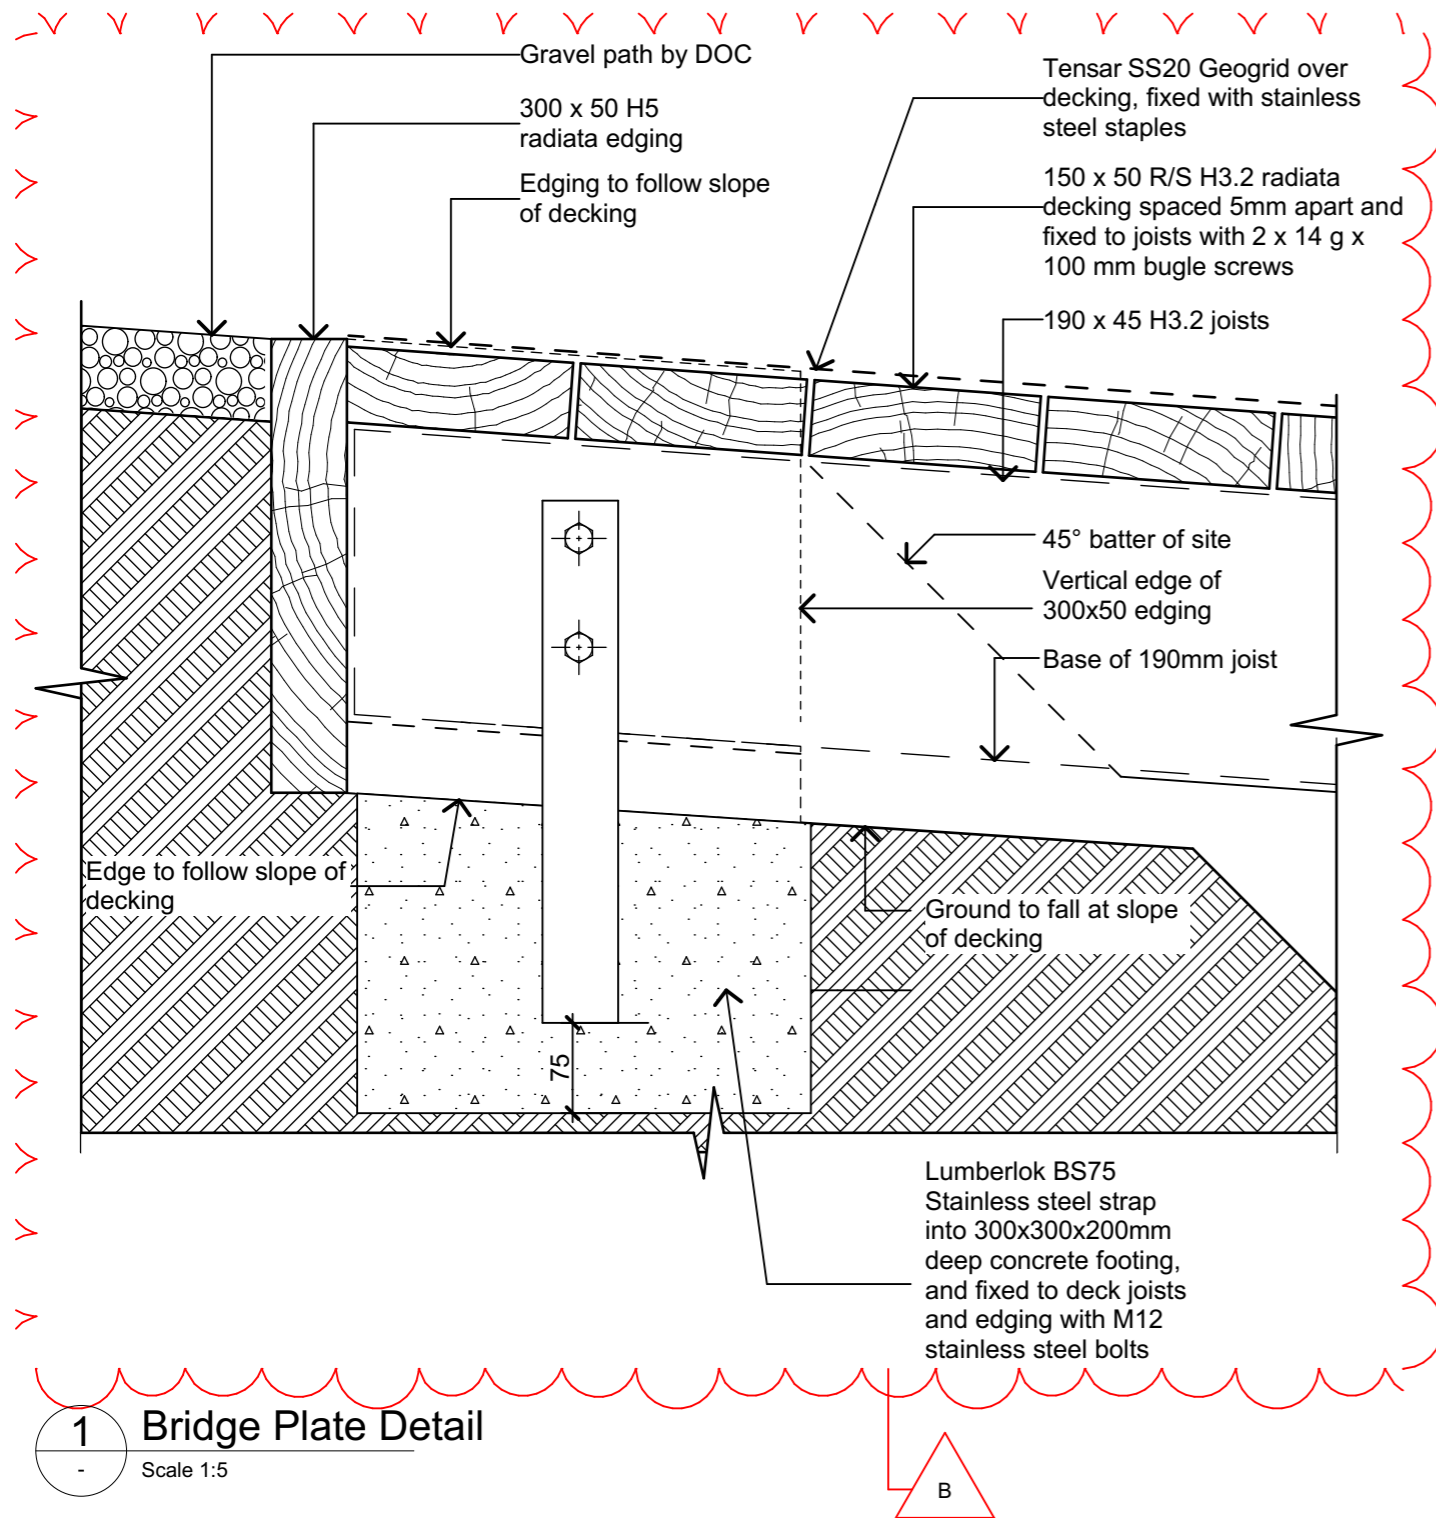 Gravel path by DOC
300 x 50 H5
radiata edging
Edging to follow slope
of decking
Tensar SS20 Geogrid over
decking, fixed with stainless
steel staples
150 x 50 R/S H3.2 radiata
decking spaced 5mm apart and
fixed to joists with 2 x 14 g x
100 mm bugle screws
190 x 45 H3.2 joists
45° batter of site
Vertical edge of
300x50 edging
Base of 190mm joist
Edge to follow slope of
decking
Ground to fall at slope
of decking
75
Lumberlok BS75
Stainless steel strap
into 300x300x200mm
deep concrete footing,
and fixed to deck joists
and edging with M12
stainless steel bolts
1
-
Bridge Plate Detail
Scale 1:5
B